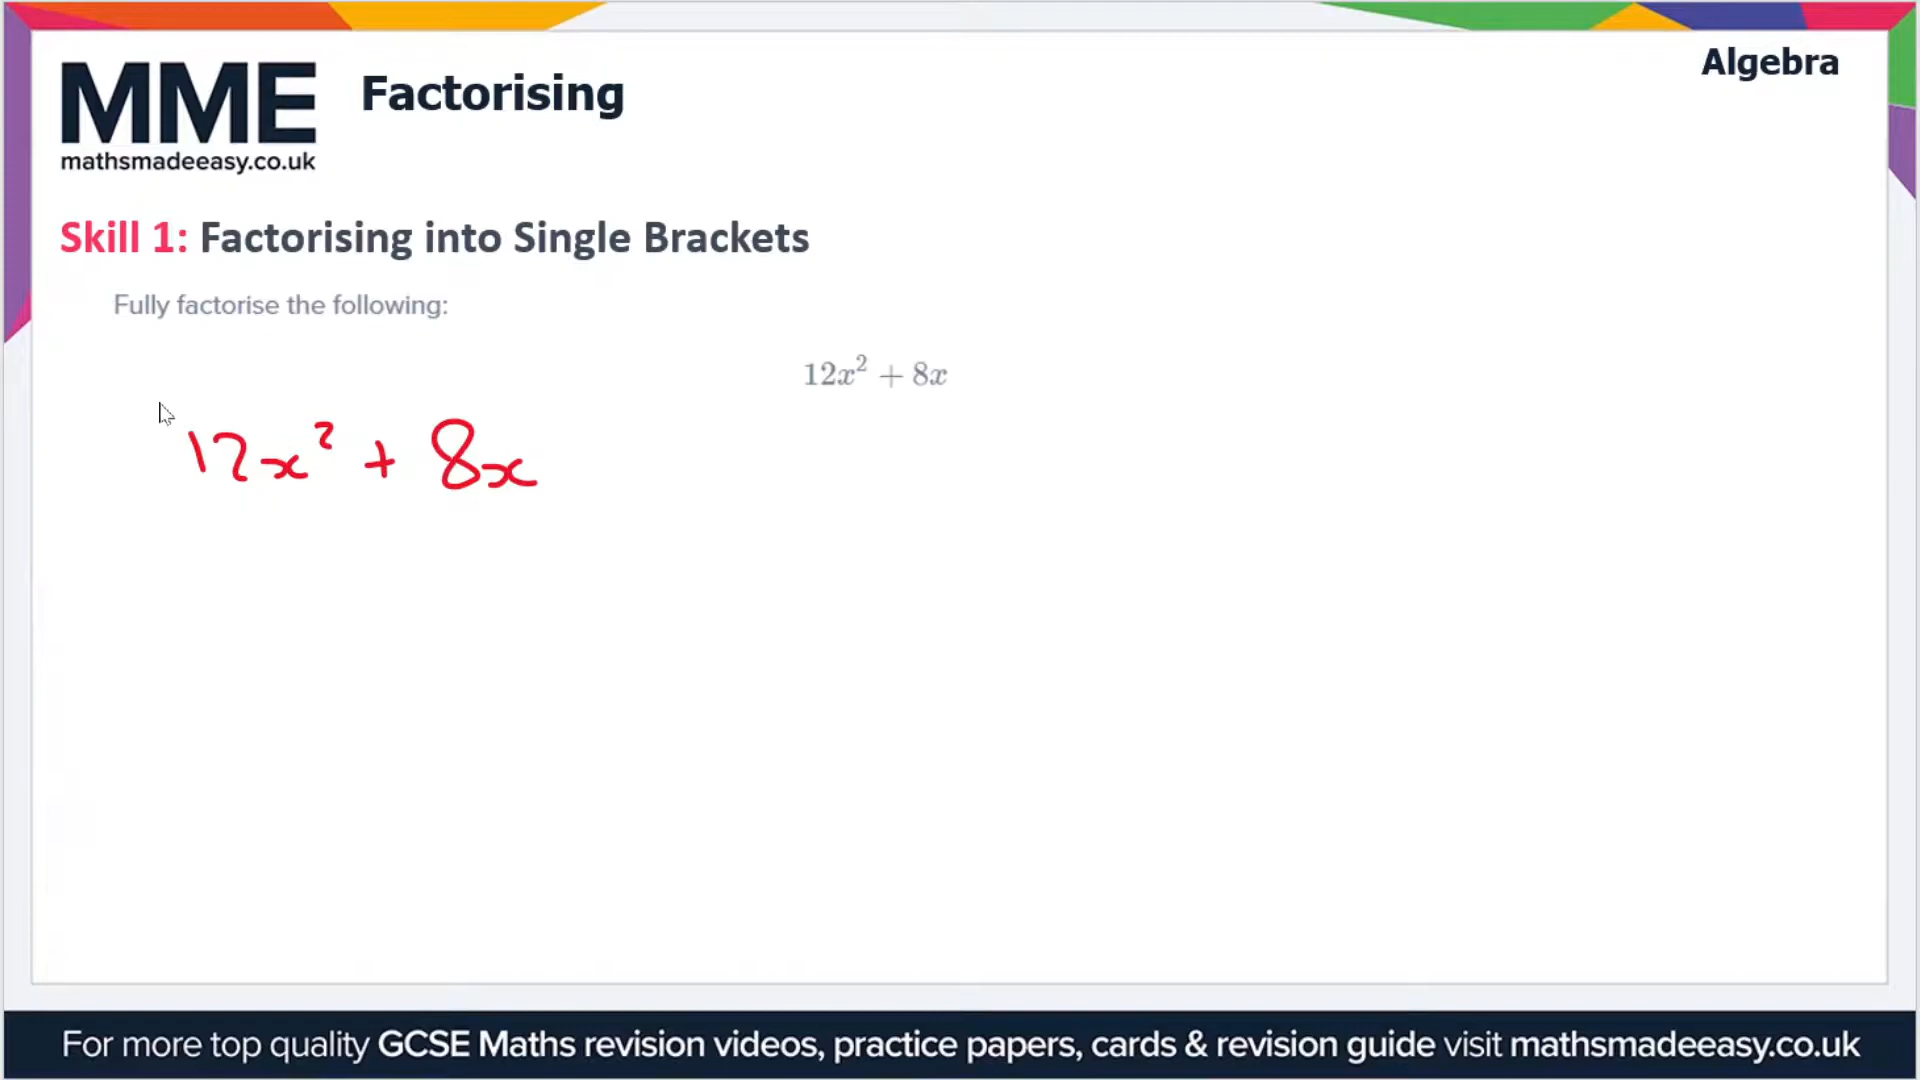 Algebra
MME
mathsmadeeasy.co.uk
Factorising
Skill 1: Factorising into Single Brackets
Fully factorise the following:
12x² + 8x
12x² + 8x
For more top quality GCSE Maths revision videos, practice papers, cards & revision guide visit mathsmadeeasy.co.uk